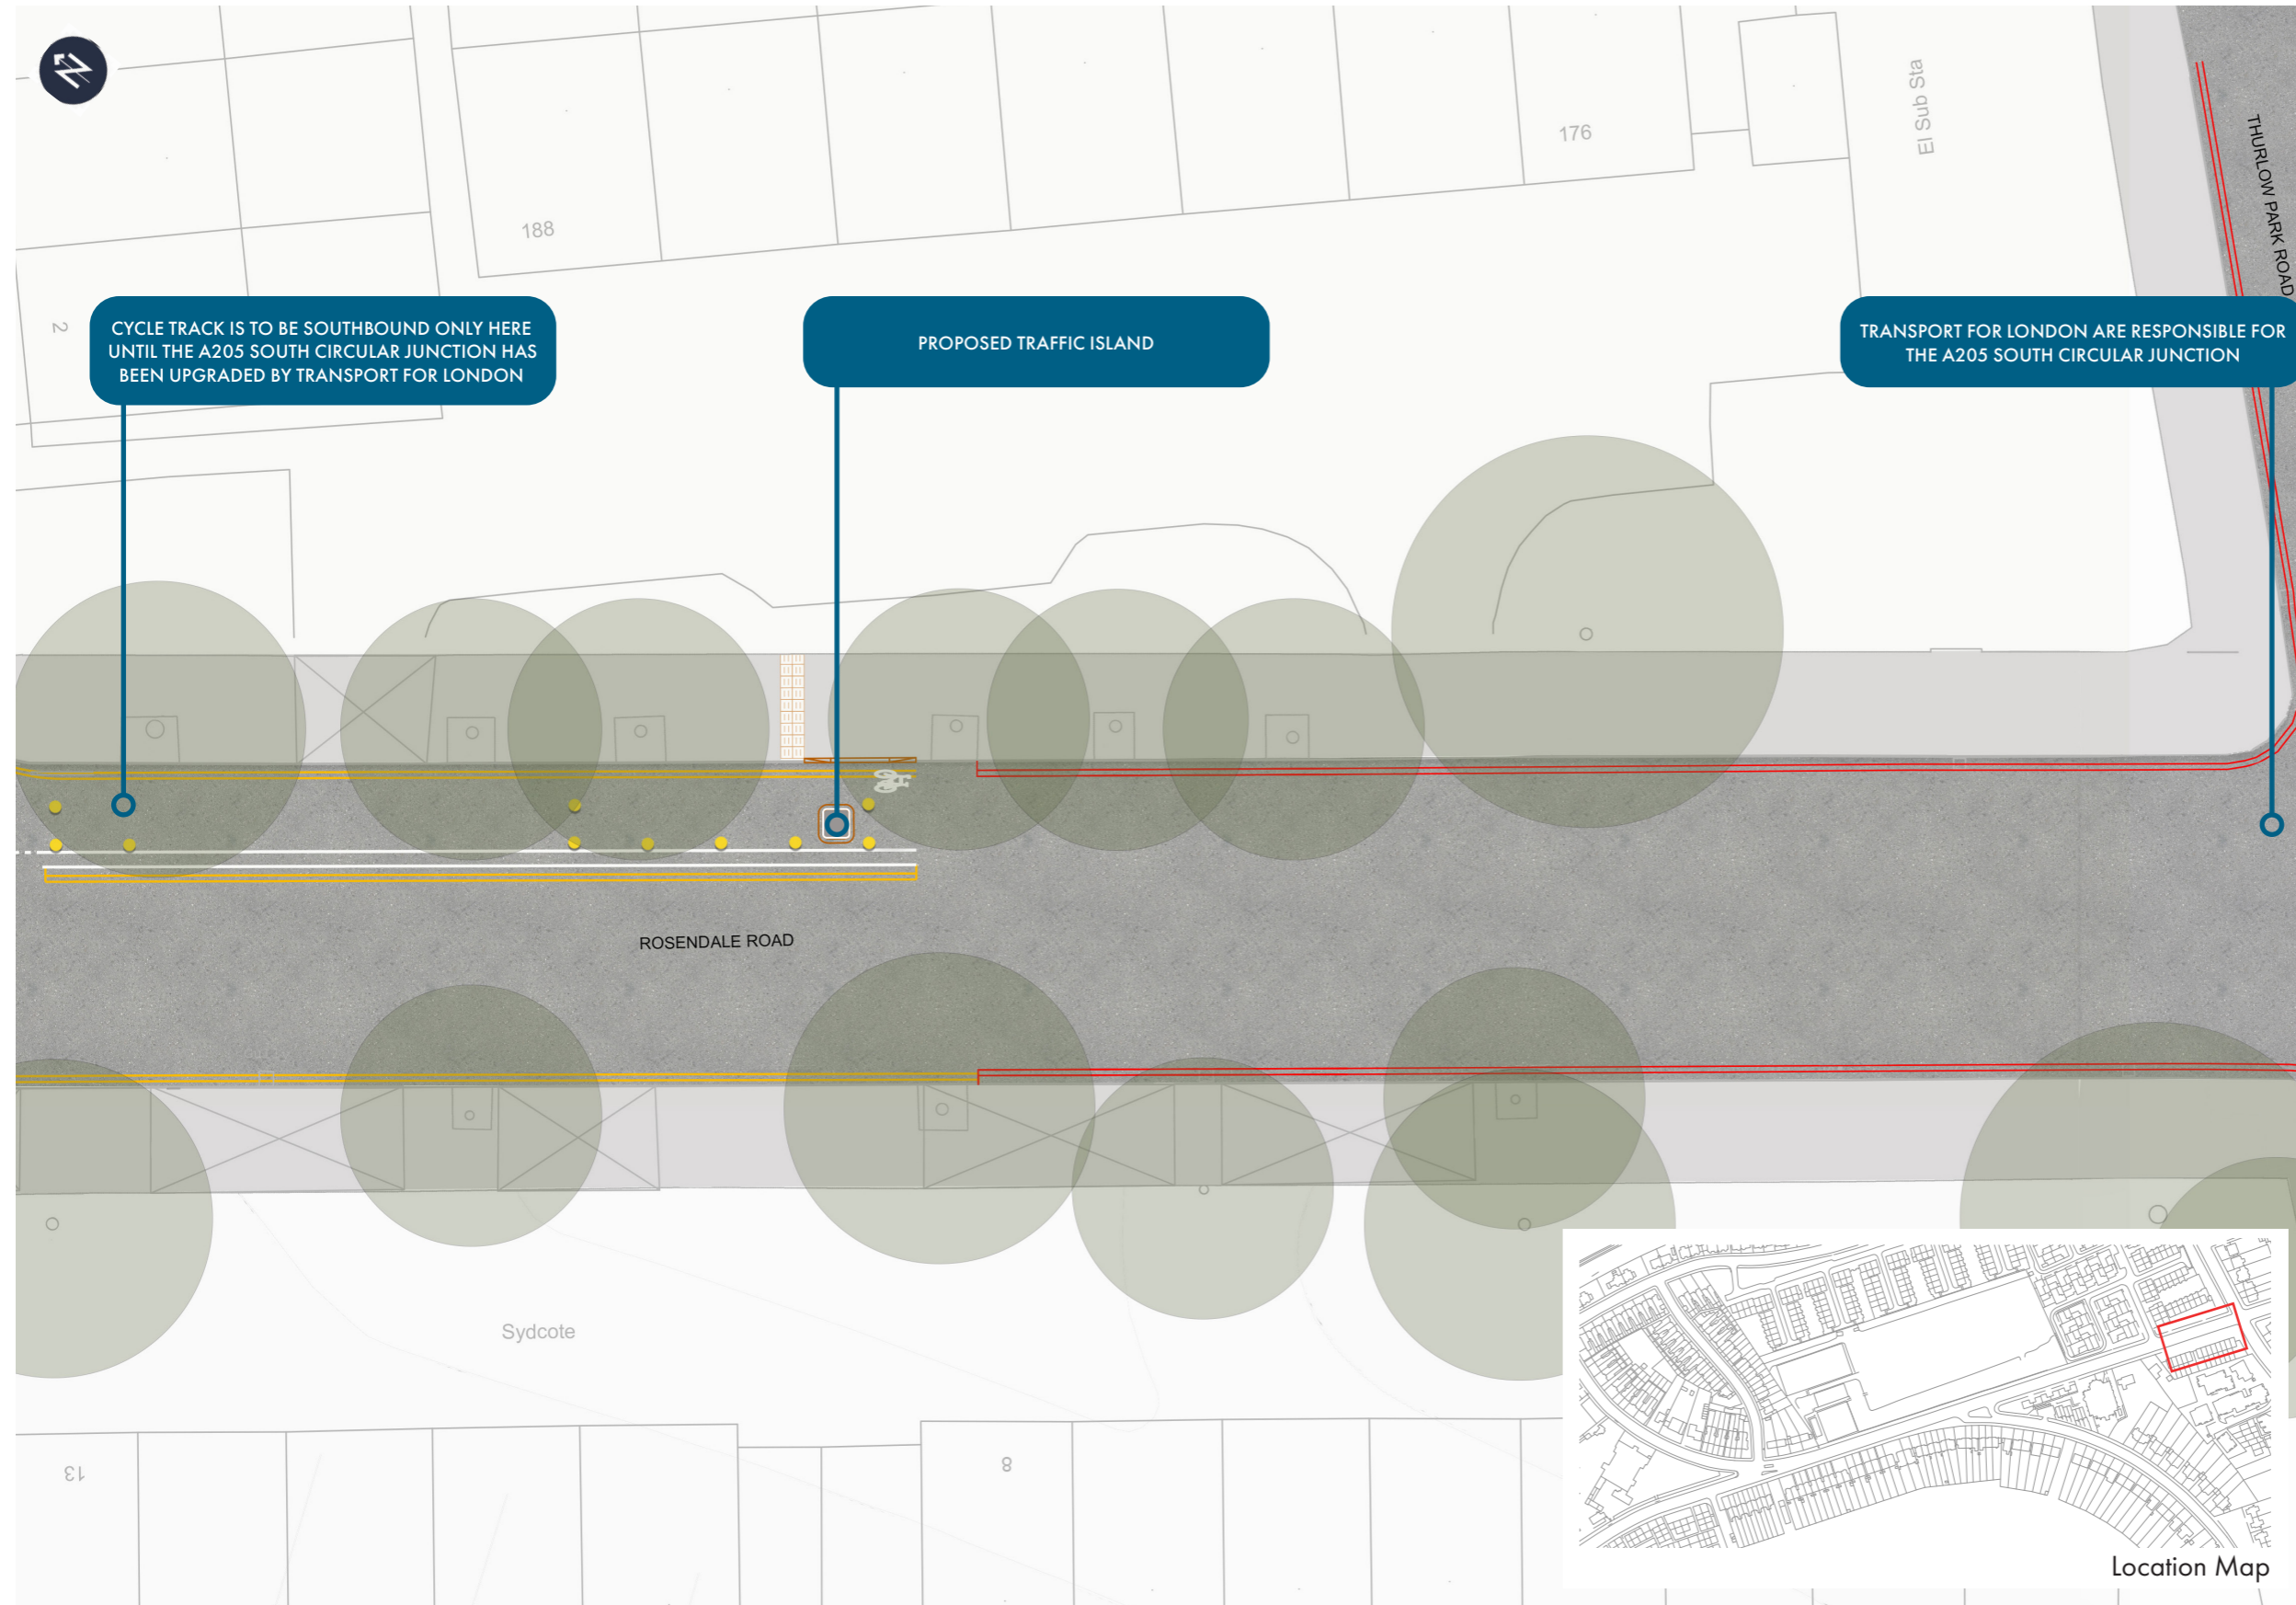 N
El Sub Sta
176
188
2
THURLOW PARK ROAD
CYCLE TRACK IS TO BE SOUTHBOUND ONLY HERE
UNTIL THE A205 SOUTH CIRCULAR JUNCTION HAS
BEEN UPGRADED BY TRANSPORT FOR LONDON
PROPOSED TRAFFIC ISLAND
TRANSPORT FOR LONDON ARE RESPONSIBLE FOR
THE A205 SOUTH CIRCULAR JUNCTION
ROSENDALE ROAD
Sydcote
13
8
Location Map